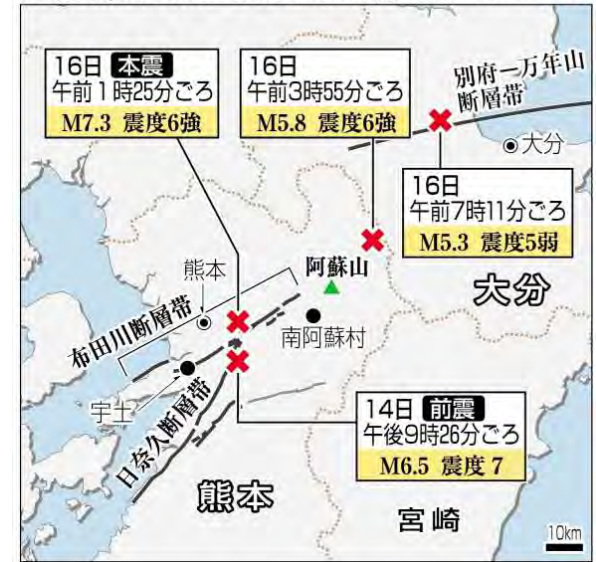 16日 本震
午前1時25分ごろ
M7.3 震度6強
16日
午前3時55分ごろ
M5.8 震度6強
別府―万年山
断層帯
大分
16日
午前7時11分ごろ
M5.3 震度5弱
大分
阿蘇山
熊本
南阿蘇村
布田川断層帯
宇土
日奈久断層帯
14日 前震
午後9時26分ごろ
M6.5 震度7
熊本
宮崎
10km